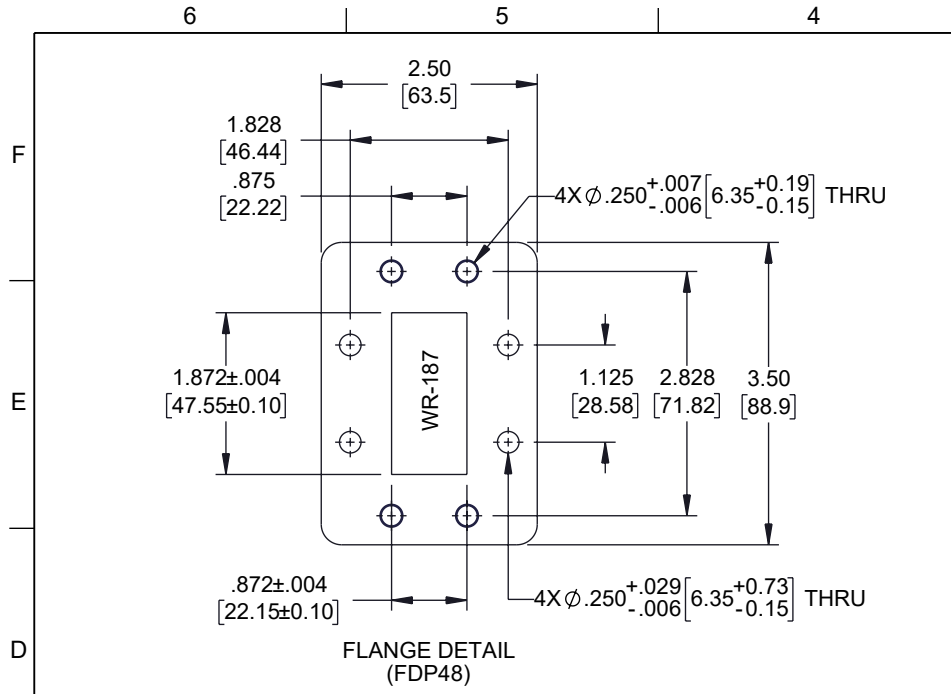 6 5 4
F
E
D
2.50
[63.5]
1.828
[46.44]
.875
[22.22]
4X ⌀ .250 +.007 -.006 [6.35 +0.19 -0.15] THRU
1.872±.004
[47.55±0.10]
WR-187
1.125
[28.58]
2.828
[71.82]
3.50
[88.9]
.872±.004
[22.15±0.10]
4X ⌀ .250 +.029 -.006 [6.35 +0.73 -0.15] THRU
FLANGE DETAIL
(FDP48)